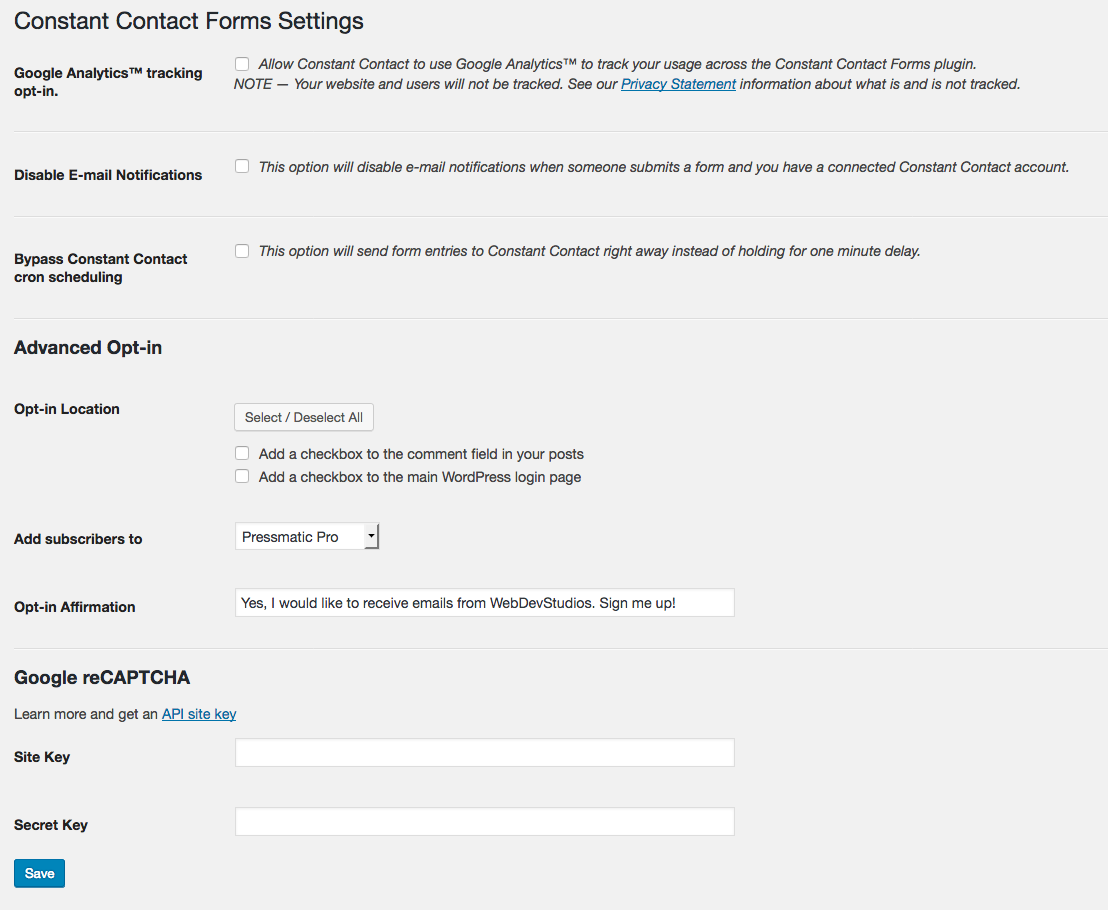 Constant Contact Forms Settings
Google Analytics™ tracking
opt-in.
Allow Constant Contact to use Google Analytics™ to track your usage across the Constant Contact Forms plugin.
NOTE — Your website and users will not be tracked. See our Privacy Statement information about what is and is not tracked.
Disable E-mail Notifications
This option will disable e-mail notifications when someone submits a form and you have a connected Constant Contact account.
Bypass Constant Contact
cron scheduling
This option will send form entries to Constant Contact right away instead of holding for one minute delay.
Advanced Opt-in
Opt-in Location
Select / Deselect All
Add a checkbox to the comment field in your posts
Add a checkbox to the main WordPress login page
Add subscribers to
Pressmatic Pro
Opt-in Affirmation
Yes, I would like to receive emails from WebDevStudios. Sign me up!
Google reCAPTCHA
Learn more and get an API site key
Site Key
Secret Key
Save